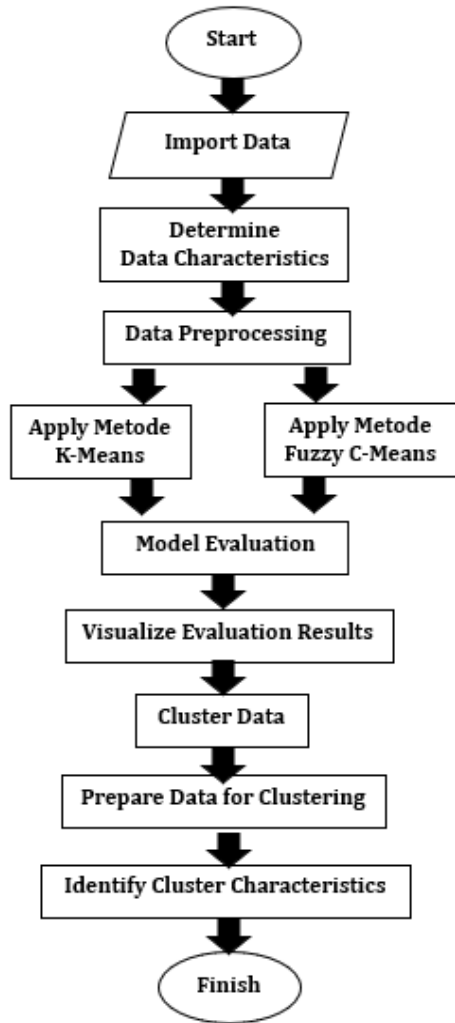 Start
Import Data
Determine
Data Characteristics
Data Preprocessing
Apply Metode
K-Means
Apply Metode
Fuzzy C-Means
Model Evaluation
Visualize Evaluation Results
Cluster Data
Prepare Data for Clustering
Identify Cluster Characteristics
Finish